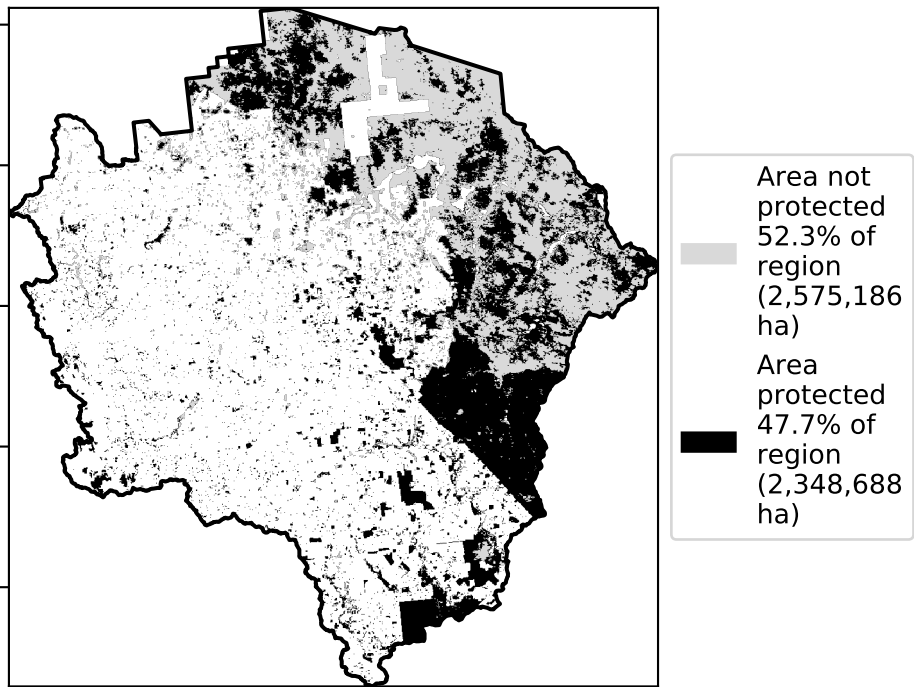 Area not
protected
52.3% of
region
(2,575,186
ha)
Area
protected
47.7% of
region
(2,348,688
ha)